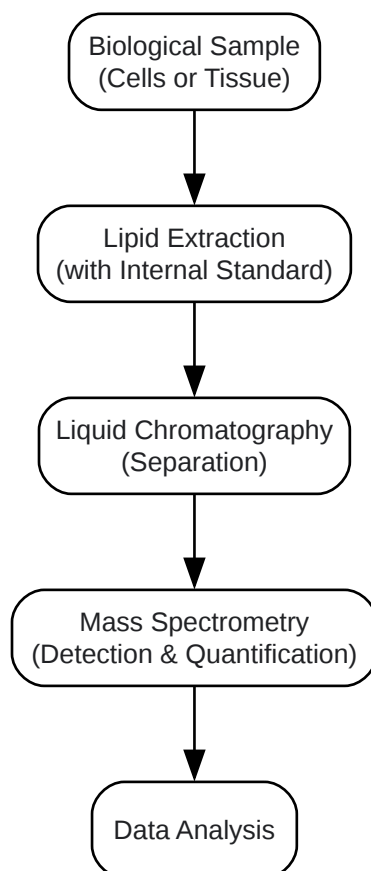 Biological Sample
(Cells or Tissue)
Lipid Extraction
(with Internal Standard)
Liquid Chromatography
(Separation)
Mass Spectrometry
(Detection & Quantification)
Data Analysis